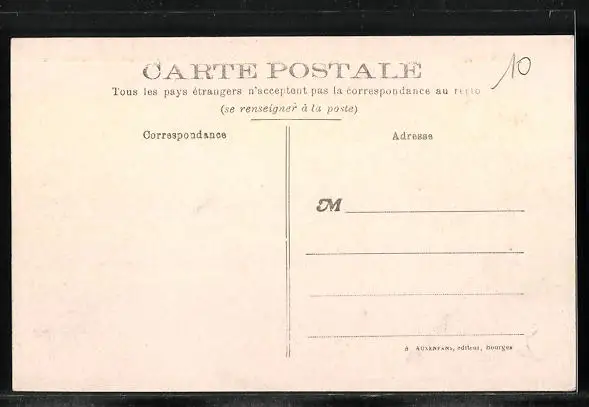 CARTE POSTALE
10
Tous les pays étrangers n'acceptent pas la correspondance au recto
(se renseigner à la poste)
Correspondance
Adresse
M
AUXENFANS, éditeur, Bourges